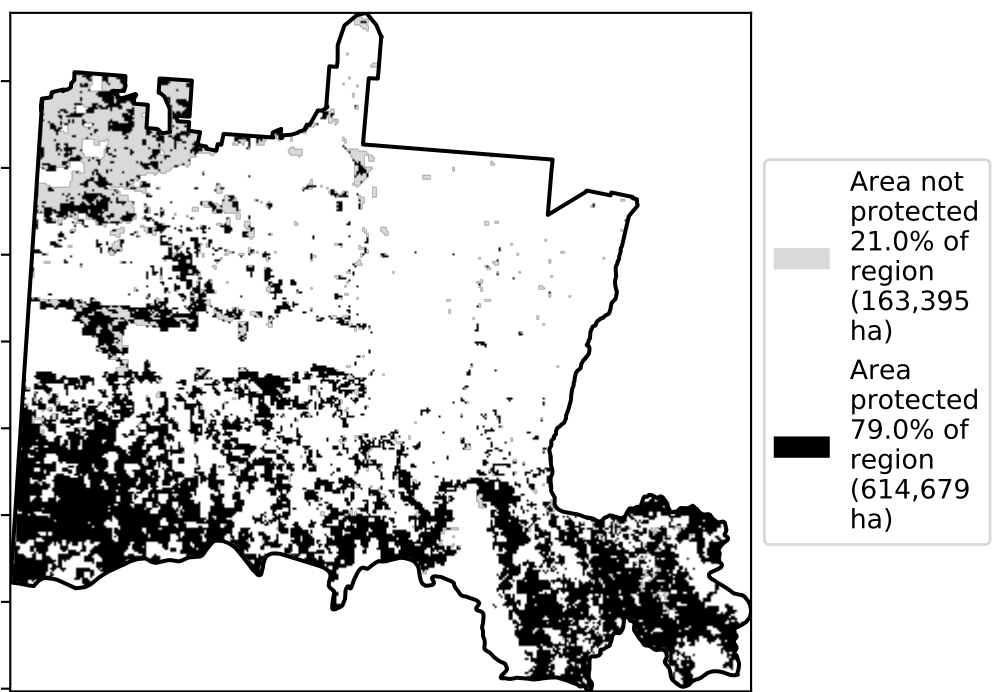 Area not
protected
21.0% of
region
(163,395
ha)
Area
protected
79.0% of
region
(614,679
ha)